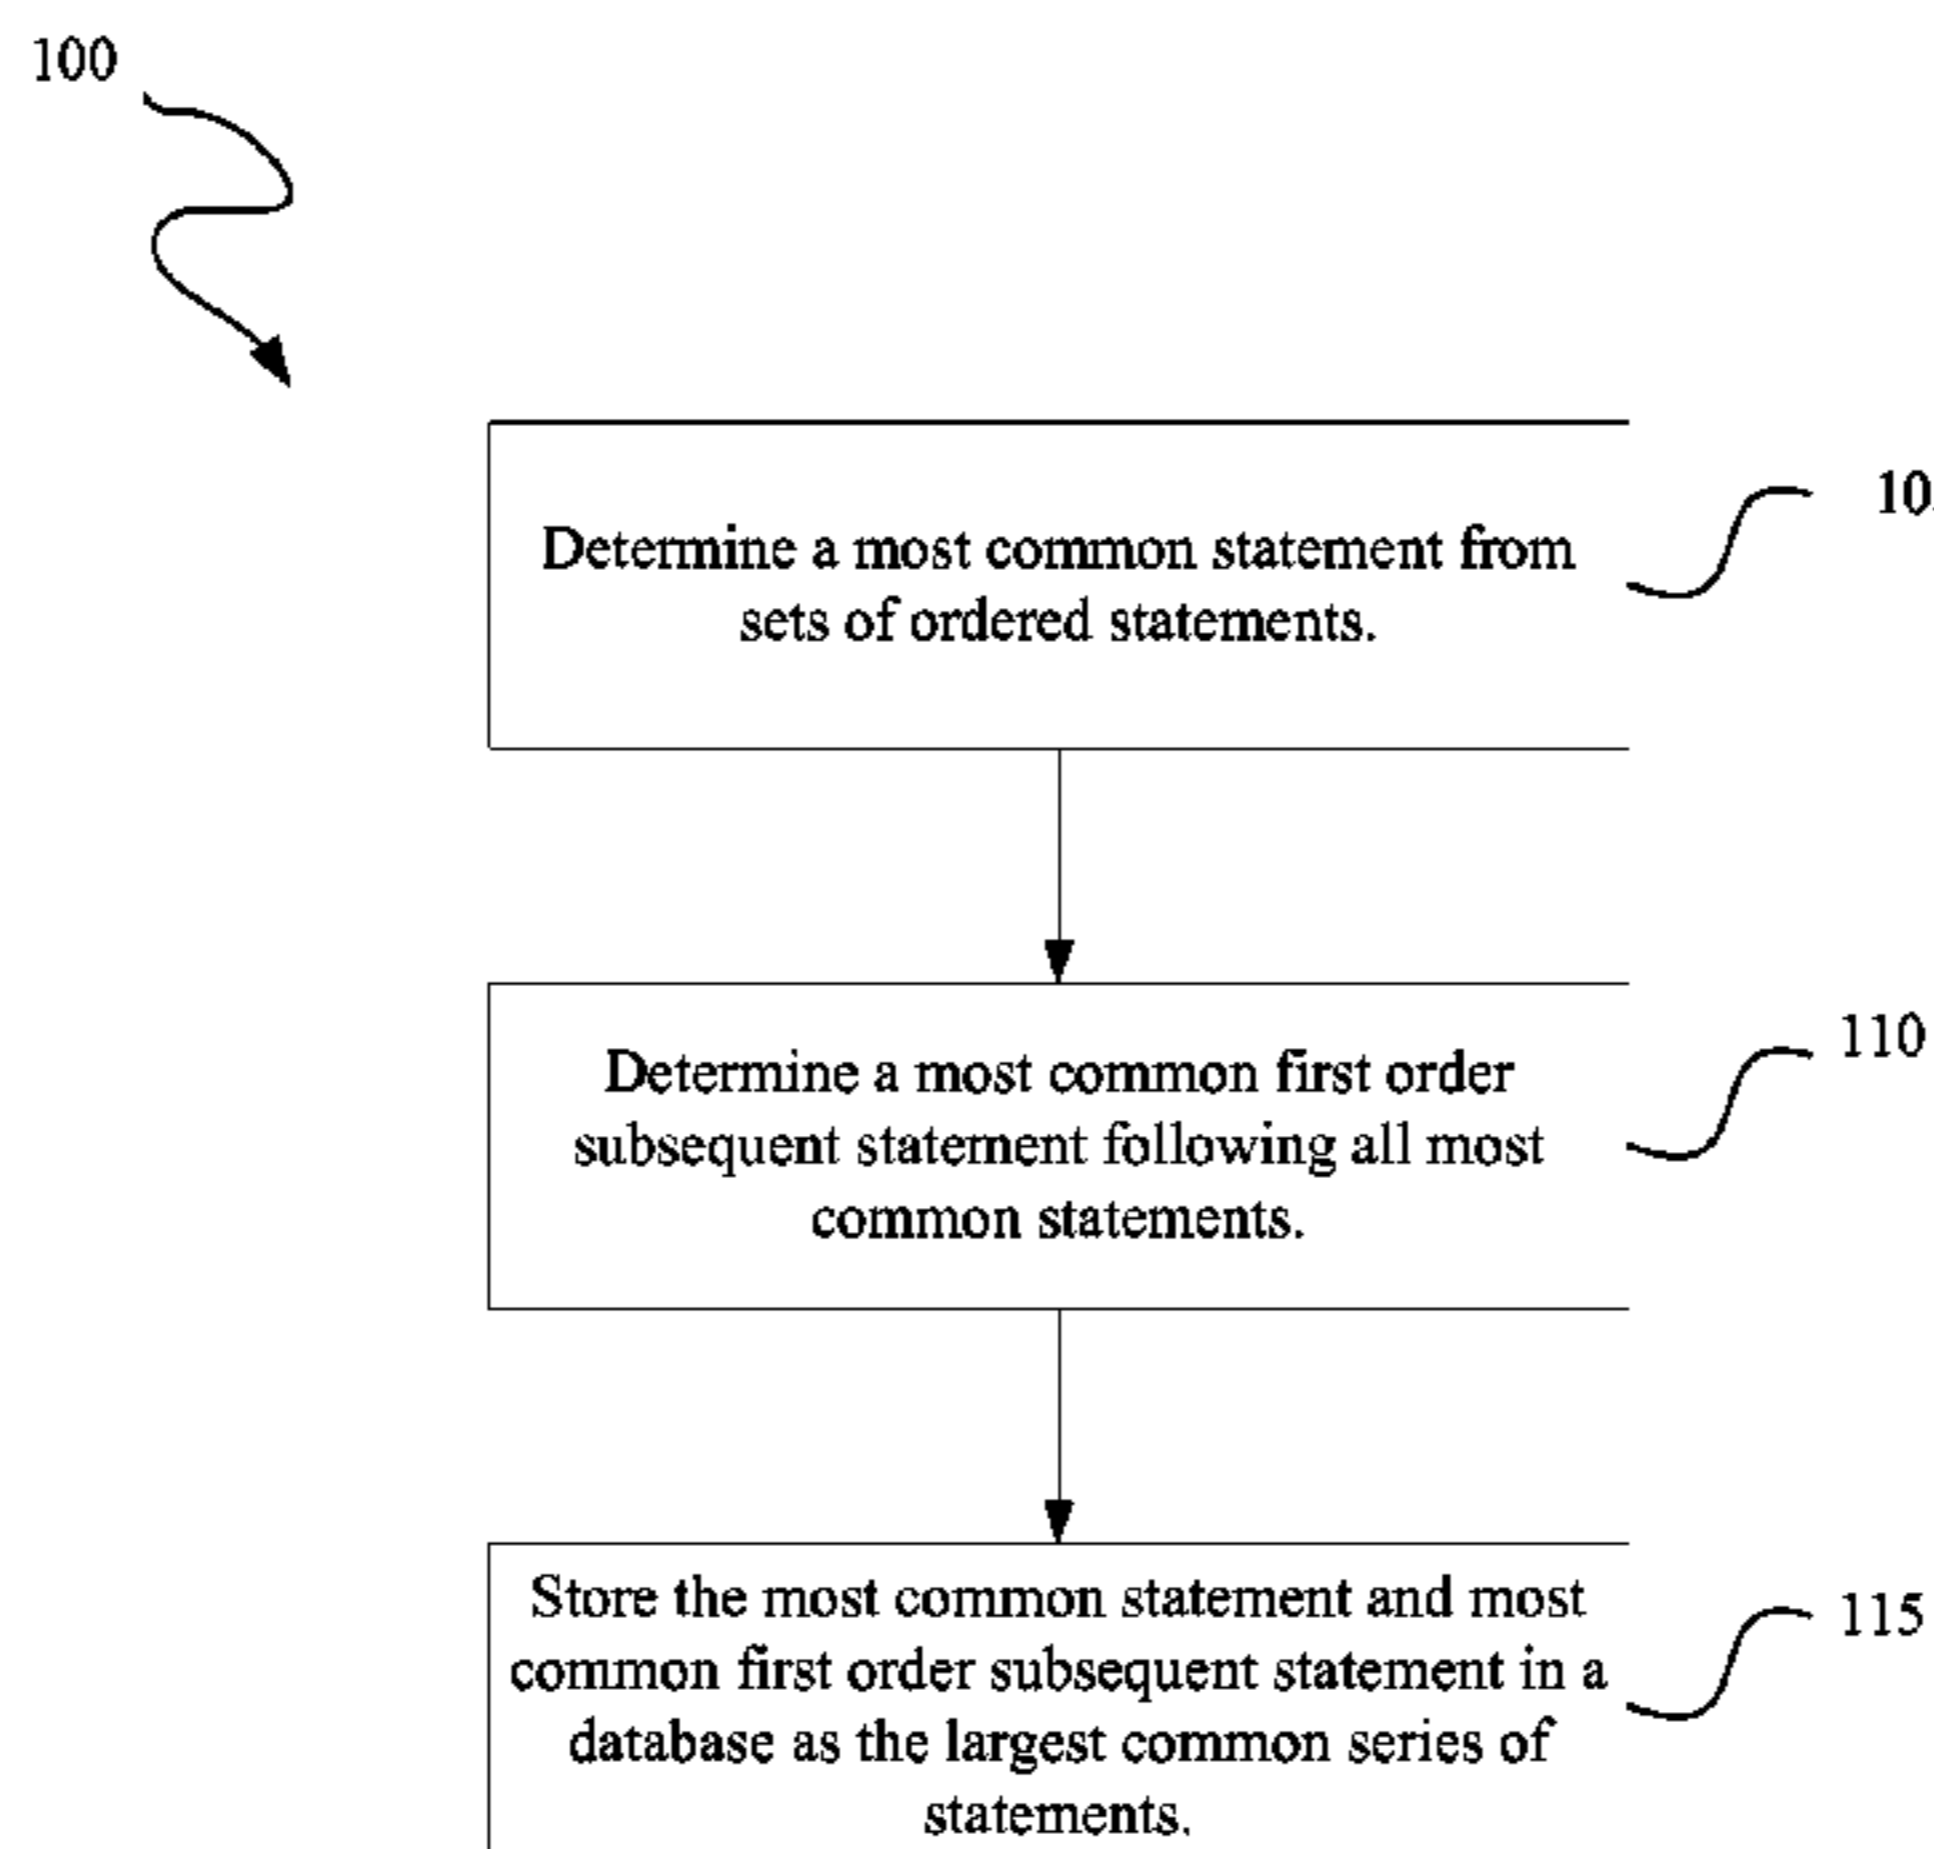 100
Determine a most common statement from
sets of ordered statements.
110
Determine a most common first order
subsequent statement following all most
common statements.
115
Store the most common statement and most
common first order subsequent statement in a
database as the largest common series of
statements.